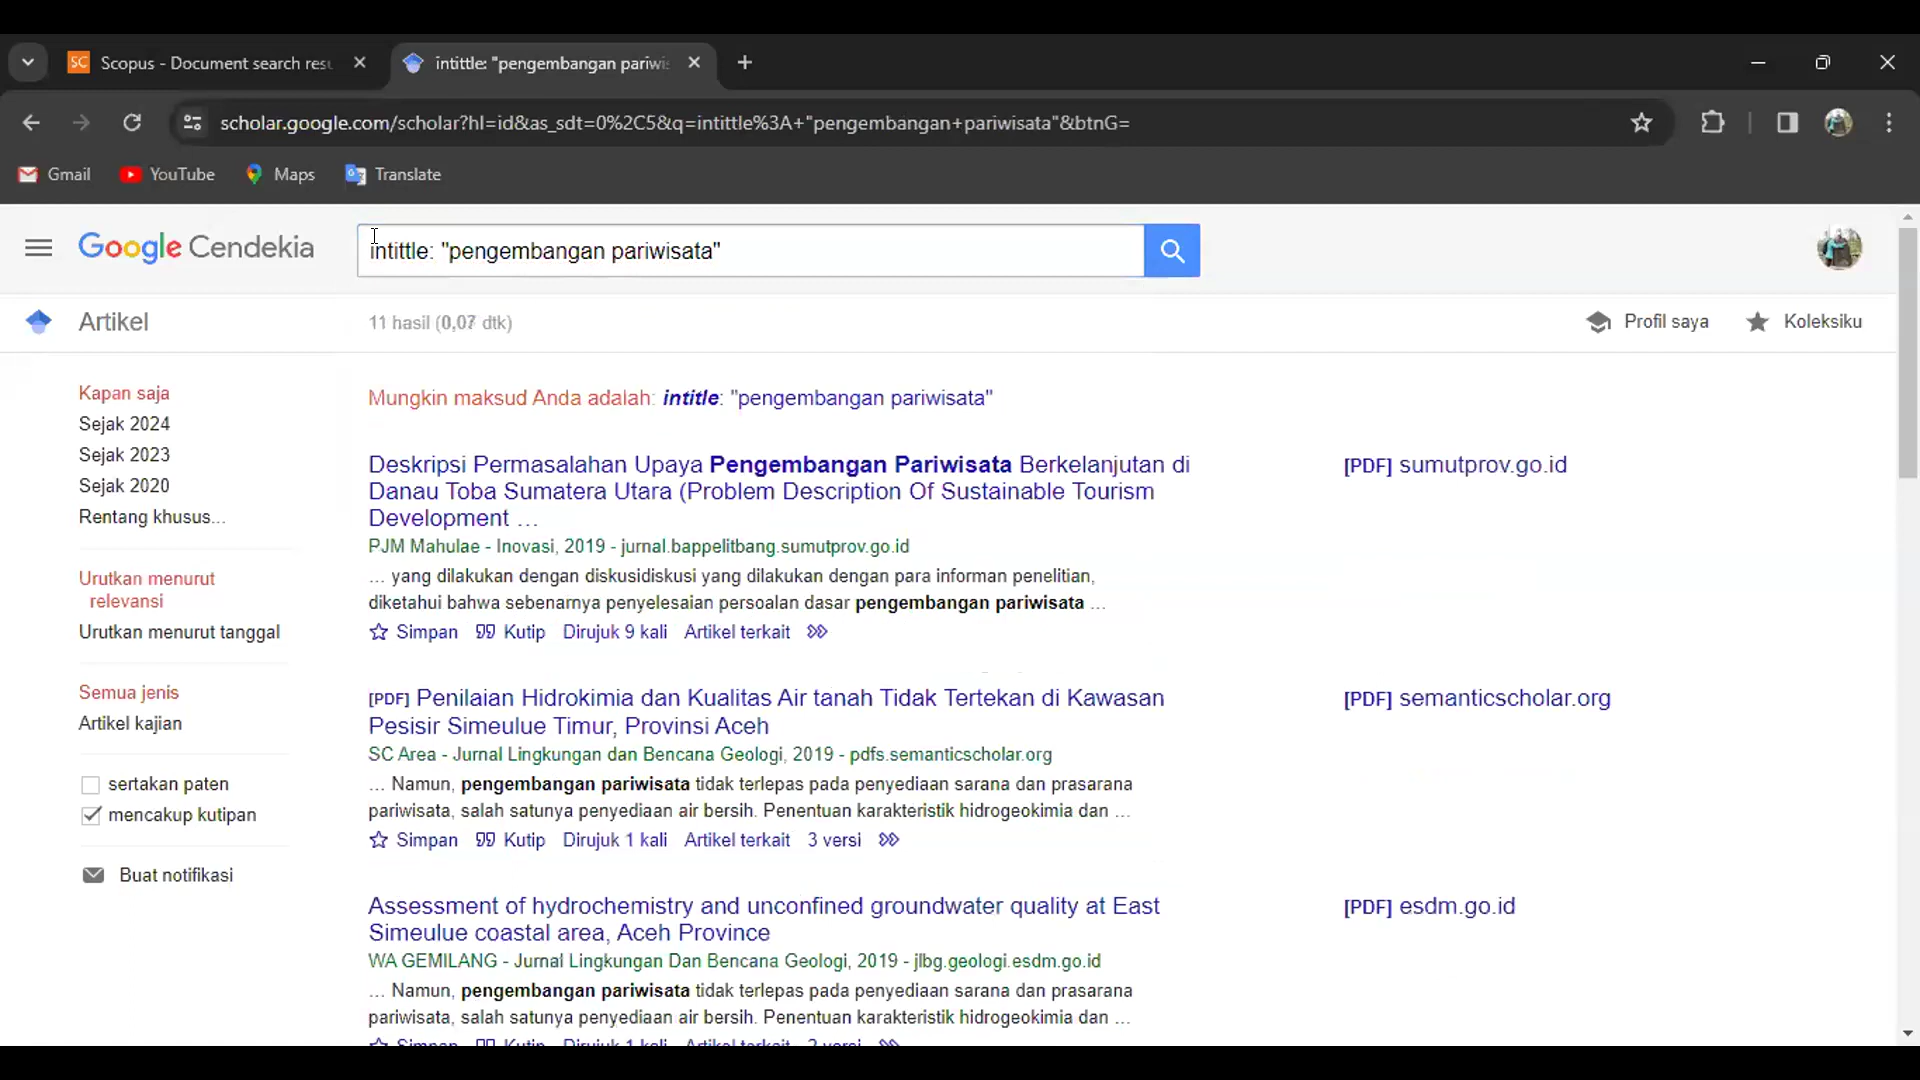 Scopus - Document search resu
intittle: "pengembangan pariwis
scholar.google.com/scholar?hl=id&as_sdt=0%2C5&q=intittle%3A+"pengembangan+pariwisata"&btnG=
Gmail YouTube Maps Translate
Google Cendekia
intittle: "pengembangan pariwisata"
Artikel
11 hasil (0,07 dtk)
Profil saya
Koleksiku
Kapan saja
Sejak 2024
Sejak 2023
Sejak 2020
Rentang khusus...
Urutkan menurut
relevansi
Urutkan menurut tanggal
Semua jenis
Artikel kajian
sertakan paten
mencakup kutipan
Buat notifikasi
Mungkin maksud Anda adalah: intitle: "pengembangan pariwisata"
Deskripsi Permasalahan Upaya Pengembangan Pariwisata Berkelanjutan di
Danau Toba Sumatera Utara (Problem Description Of Sustainable Tourism
Development …
PJM Mahulae - Inovasi, 2019 - jurnal.bappelitbang.sumutprov.go.id
… yang dilakukan dengan diskusidiskusi yang dilakukan dengan para informan penelitian,
diketahui bahwa sebenarnya penyelesaian persoalan dasar pengembangan pariwisata …
Simpan Kutip Dirujuk 9 kali Artikel terkait
[PDF] sumutprov.go.id
[PDF] Penilaian Hidrokimia dan Kualitas Air tanah Tidak Tertekan di Kawasan
Pesisir Simeulue Timur, Provinsi Aceh
SC Area - Jurnal Lingkungan dan Bencana Geologi, 2019 - pdfs.semanticscholar.org
… Namun, pengembangan pariwisata tidak terlepas pada penyediaan sarana dan prasarana
pariwisata, salah satunya penyediaan air bersih. Penentuan karakteristik hidrogeokimia dan …
Simpan Kutip Dirujuk 1 kali Artikel terkait 3 versi
[PDF] semanticscholar.org
Assessment of hydrochemistry and unconfined groundwater quality at East
Simeulue coastal area, Aceh Province
WA GEMILANG - Jurnal Lingkungan Dan Bencana Geologi, 2019 - jlbg.geologi.esdm.go.id
… Namun, pengembangan pariwisata tidak terlepas pada penyediaan sarana dan prasarana
pariwisata, salah satunya penyediaan air bersih. Penentuan karakteristik hidrogeokimia dan …
Simpan Kutip Dirujuk 1 kali Artikel terkait 2 versi
[PDF] esdm.go.id